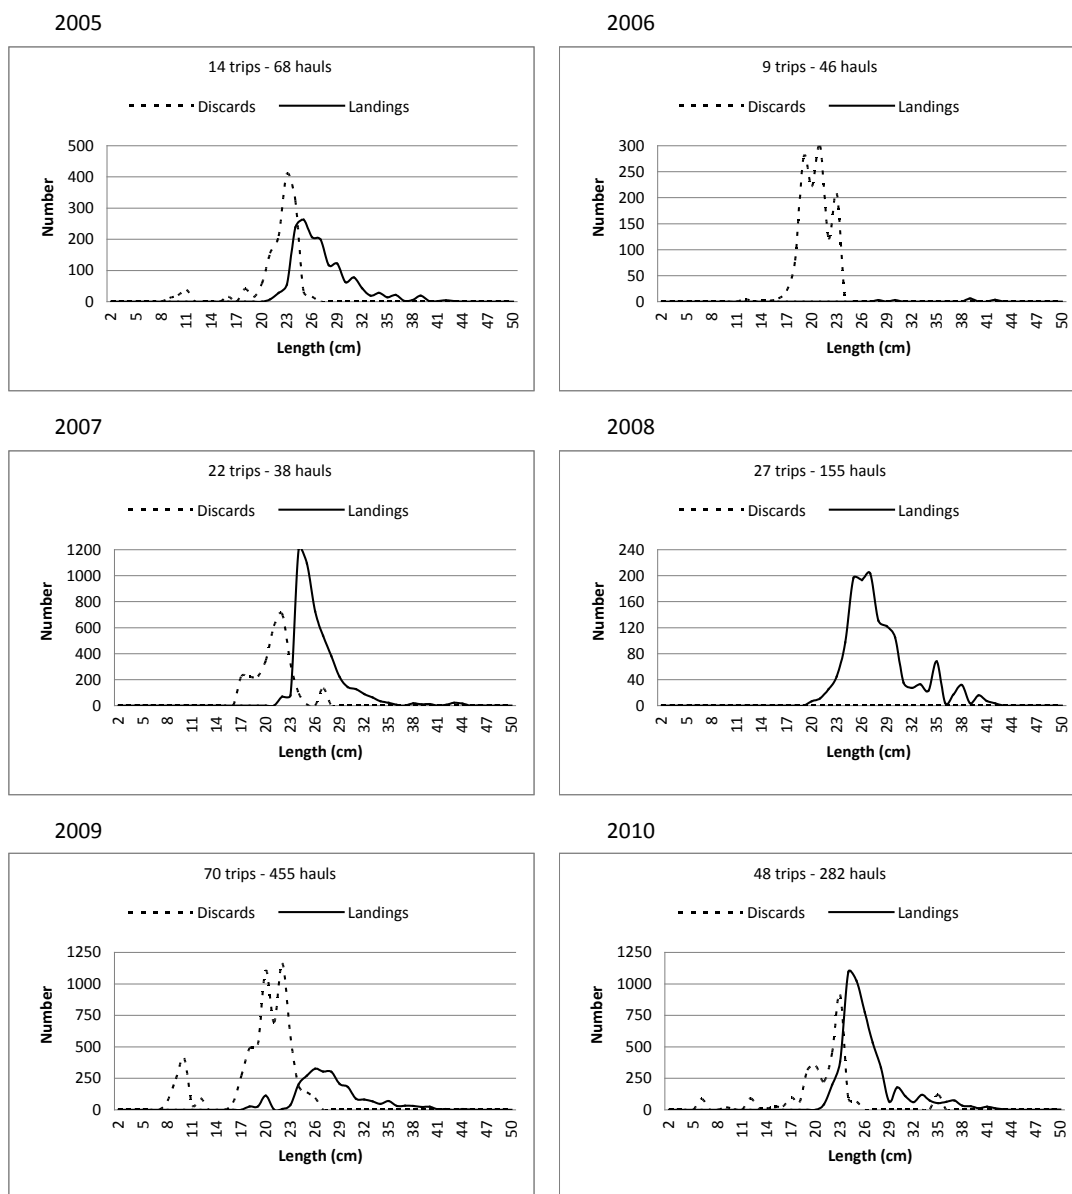 2005
14 trips - 68 hauls
Discards Landings
500
400
300
200
100
0
Number
2 5 8 11 14 17 20 23 26 29 32 35 38 41 44 47 50
Length (cm)
2006
9 trips - 46 hauls
Discards Landings
300
250
200
150
100
50
0
Number
2 5 8 11 14 17 20 23 26 29 32 35 38 41 44 47 50
Length (cm)
2007
22 trips - 38 hauls
Discards Landings
1200
1000
800
600
400
200
0
Number
2 5 8 11 14 17 20 23 26 29 32 35 38 41 44 47 50
Length (cm)
2008
27 trips - 155 hauls
Discards Landings
240
200
160
120
80
40
0
Number
2 5 8 11 14 17 20 23 26 29 32 35 38 41 44 47 50
Length (cm)
2009
70 trips - 455 hauls
Discards Landings
1250
1000
750
500
250
0
Number
2 5 8 11 14 17 20 23 26 29 32 35 38 41 44 47 50
Length (cm)
2010
48 trips - 282 hauls
Discards Landings
1250
1000
750
500
250
0
Number
2 5 8 11 14 17 20 23 26 29 32 35 38 41 44 47 50
Length (cm)